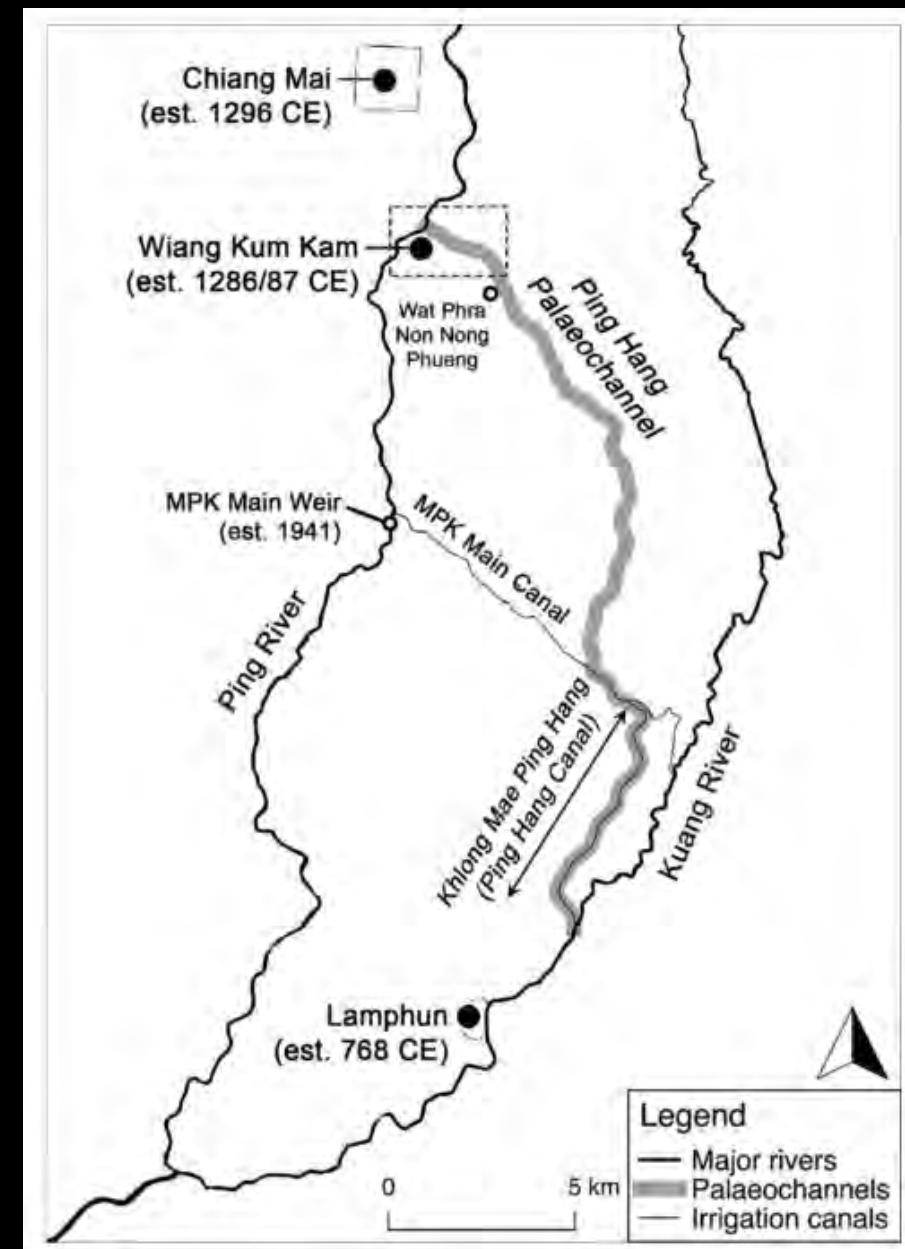 Chiang Mai
(est. 1296 CE)
Wiang Kum Kam
(est. 1286/87 CE)
Wat Phra
Non Nong
Phueng
Ping Hang
Palaeochannel
MPK Main Weir
(est. 1941)
MPK Main Canal
Ping River
Khlong Mae Ping Hang
(Ping Hang Canal)
Kuang River
Lamphun
(est. 768 CE)
Legend
Major rivers
Palaeochannels
Irrigation canals
0 5 km